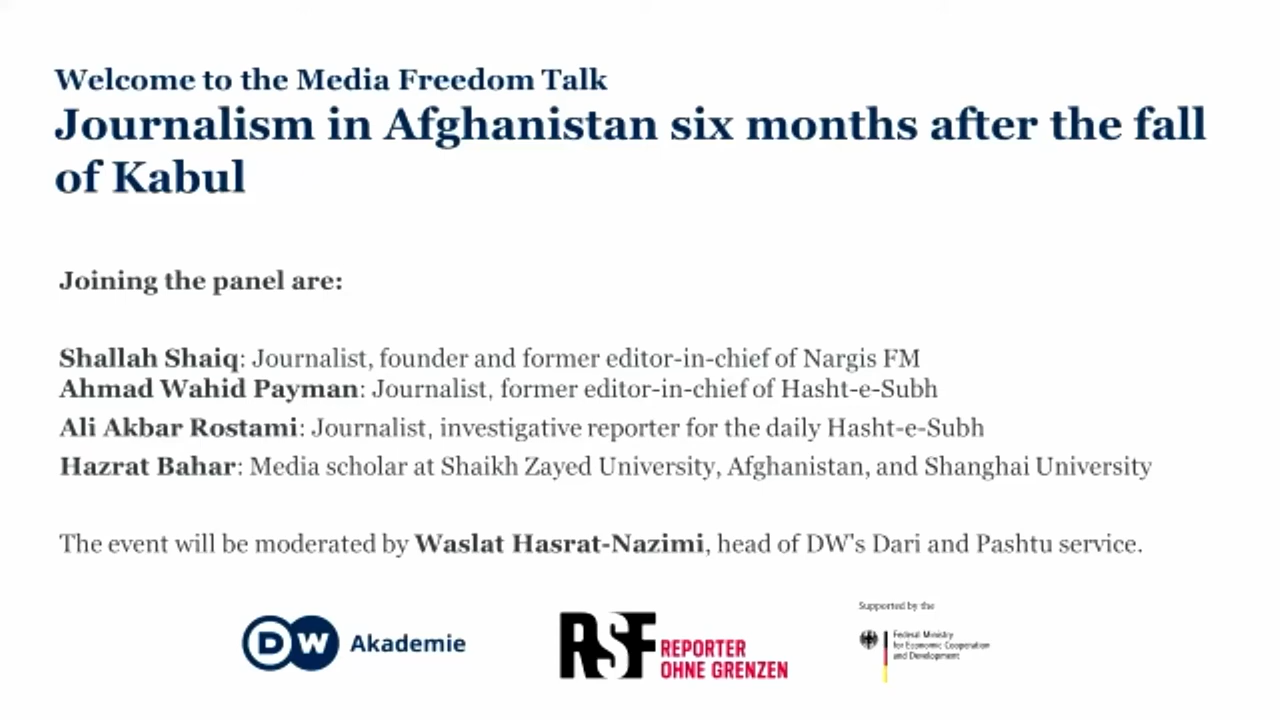 Welcome to the Media Freedom Talk
Journalism in Afghanistan six months after the fall
of Kabul
Joining the panel are:
Shallah Shaiq: Journalist, founder and former editor-in-chief of Nargis FM
Ahmad Wahid Payman: Journalist, former editor-in-chief of Hasht-e-Subh
Ali Akbar Rostami: Journalist, investigative reporter for the daily Hasht-e-Subh
Hazrat Bahar: Media scholar at Shaikh Zayed University, Afghanistan, and Shanghai University
The event will be moderated by Waslat Hasrat-Nazimi, head of DW's Dari and Pashtu service.
DW Akademie
RSF REPORTER
OHNE GRENZEN
Supported by the
Federal Ministry
for Economic Cooperation
and Development